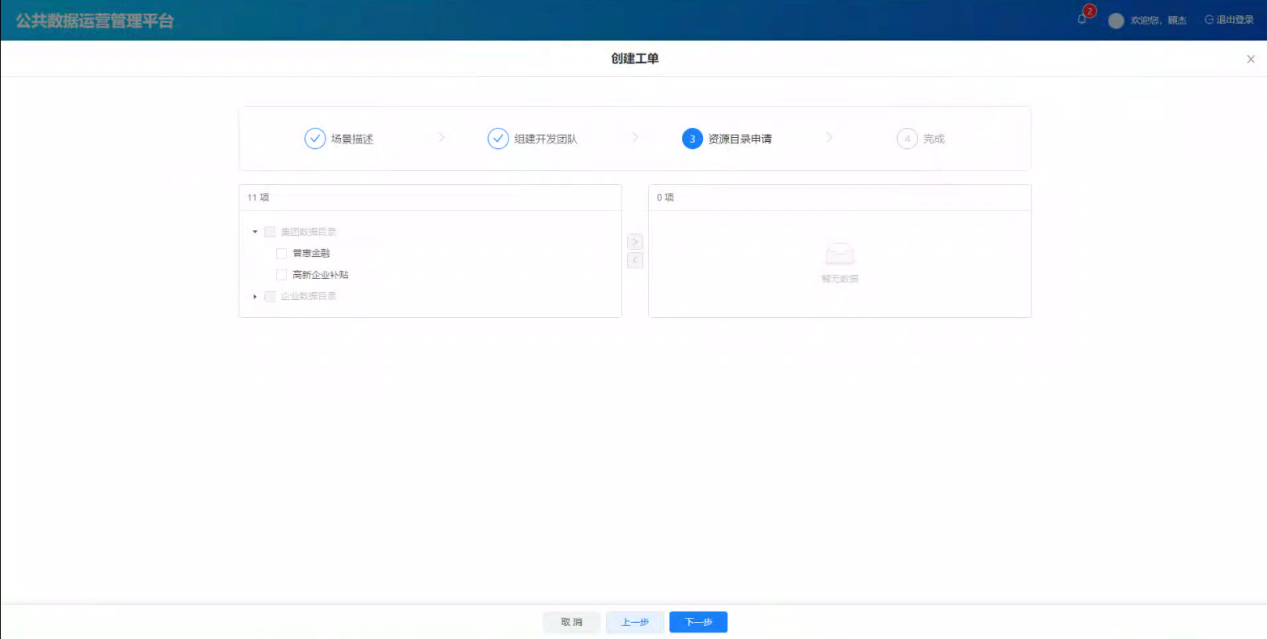 公共数据运营管理平台
2
欢迎您，顾杰
退出登录
创建工单
场景描述
组建开发团队
3 资源目录申请
4 完成
11 项
0 项
集团数据目录
普惠金融
高新企业补贴
企业数据目录
暂无数据
取 消
上一步
下一步